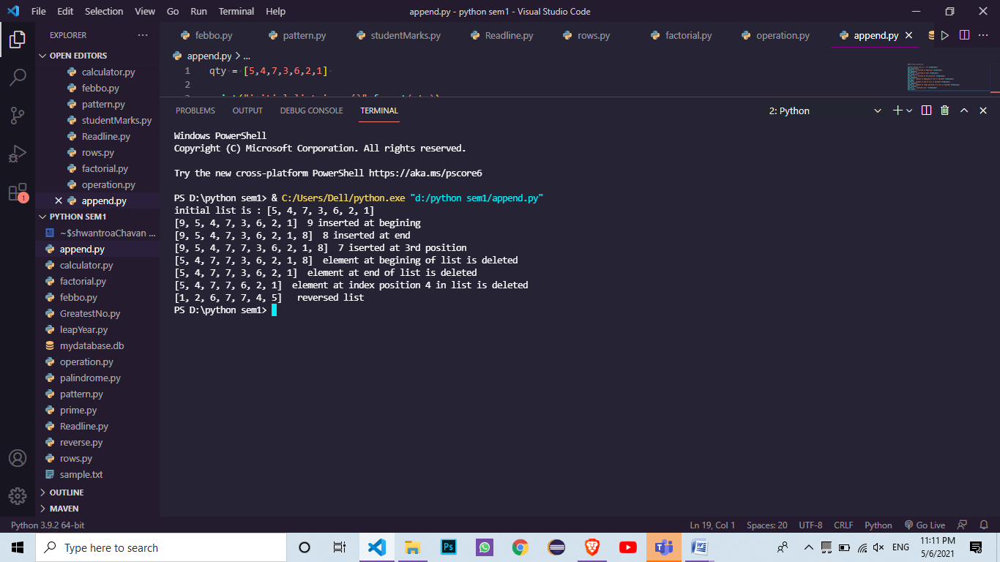 File Edit Selection View Go Run Terminal Help
append.py - python sem1 - Visual Studio Code
EXPLORER ...
febbo.py pattern.py studentMarks.py Readline.py rows.py factorial.py operation.py append.py
OPEN EDITORS
calculator.py
febbo.py
pattern.py
studentMarks.py
Readline.py
rows.py
factorial.py
operation.py
append.py
PYTHON SEM1
~$shwantroaChavan ...
append.py
calculator.py
factorial.py
febbo.py
GreatestNo.py
leapYear.py
mydatabase.db
operation.py
palindrome.py
pattern.py
prime.py
Readline.py
reverse.py
rows.py
sample.txt
OUTLINE
MAVEN
1
append.py > ...
1 qty = [5,4,7,3,6,2,1]
2
PROBLEMS OUTPUT DEBUG CONSOLE TERMINAL
2: Python
Windows PowerShell
Copyright (C) Microsoft Corporation. All rights reserved.
Try the new cross-platform PowerShell https://aka.ms/pscore6
PS D:\python sem1> & C:/Users/Dell/python.exe "d:/python sem1/append.py"
initial list is : [5, 4, 7, 3, 6, 2, 1]
[9, 5, 4, 7, 3, 6, 2, 1]  9 inserted at begining
[9, 5, 4, 7, 3, 6, 2, 1, 8]  8 inserted at end
[9, 5, 4, 7, 7, 3, 6, 2, 1, 8]  7 iserted at 3rd position
[5, 4, 7, 7, 3, 6, 2, 1, 8]  element at begining of list is deleted
[5, 4, 7, 7, 3, 6, 2, 1]  element at end of list is deleted
[5, 4, 7, 7, 6, 2, 1]  element at index position 4 in list is deleted
[1, 2, 6, 7, 7, 4, 5]   reversed list
PS D:\python sem1>
Python 3.9.2 64-bit
Ln 19, Col 1 Spaces: 20 UTF-8 CRLF Python Go Live
Type here to search
Ps
ENG
11:11 PM
5/6/2021